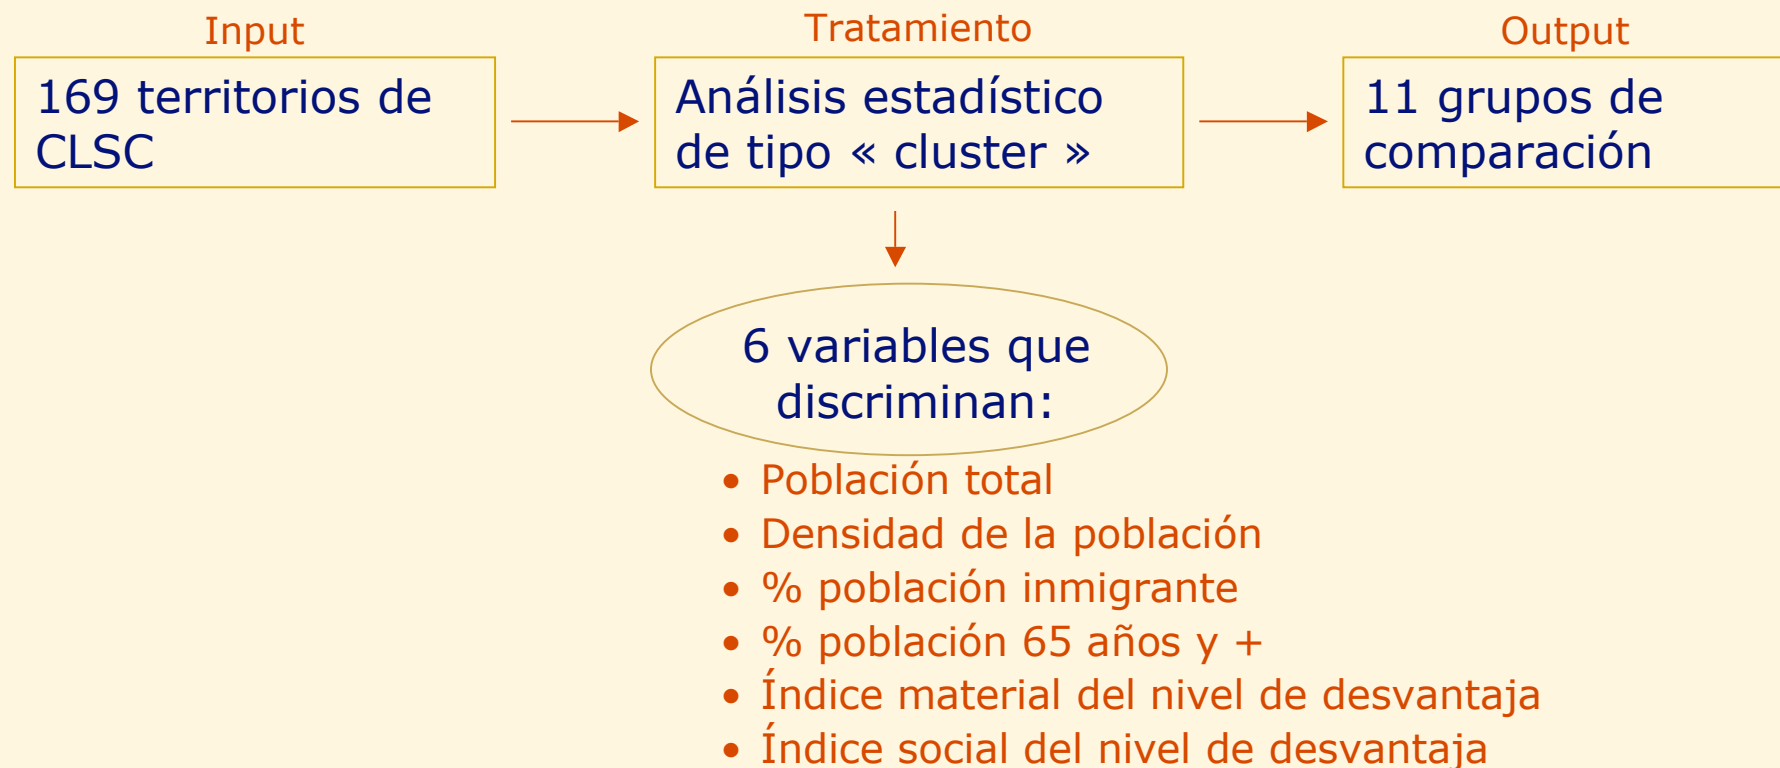 Input
169 territorios de
CLSC
Tratamiento
Análisis estadístico
de tipo « cluster »
Output
11 grupos de
comparación
6 variables que
discriminan:
• Población total
• Densidad de la población
• % población inmigrante
• % población 65 años y +
• Índice material del nivel de desvantaja
• Índice social del nivel de desvantaja